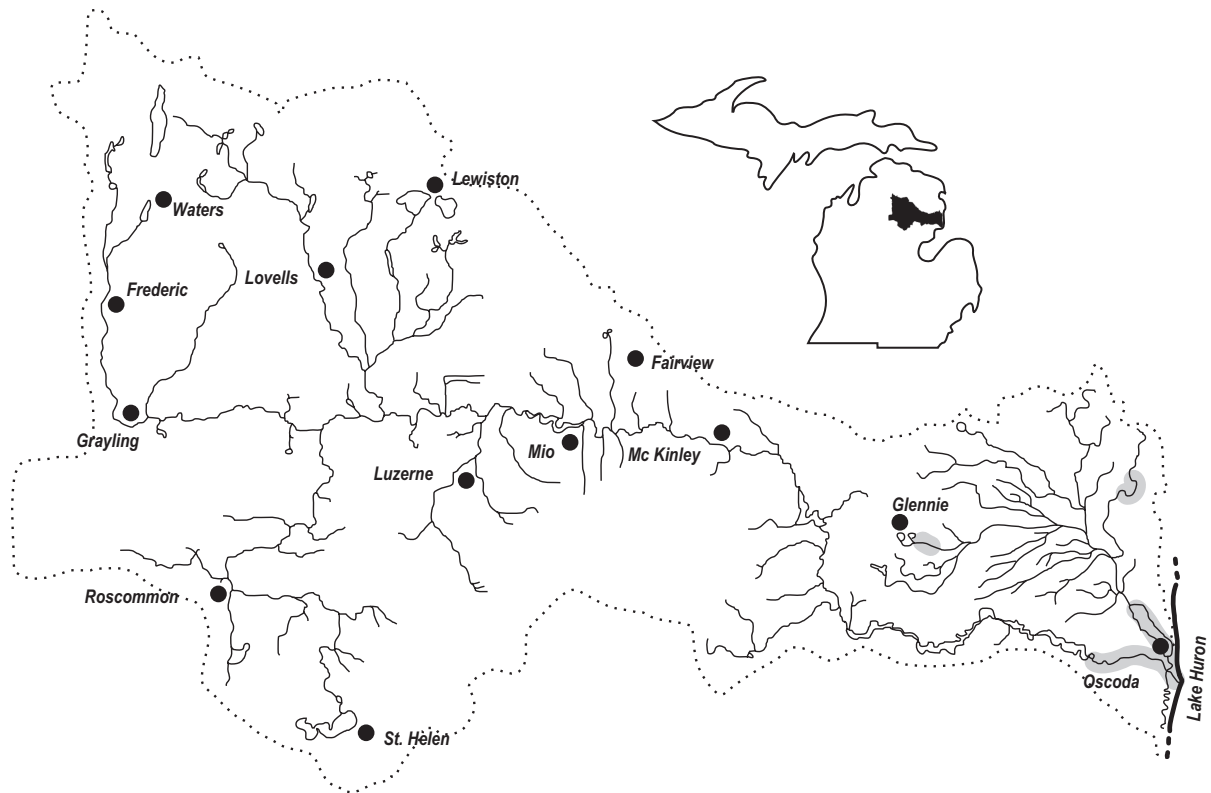 Lewiston
Waters
Lovells
Frederic
Fairview
Grayling
Mio
Mc Kinley
Luzerne
Glennie
Roscommon
Oscoda
Lake Huron
St. Helen